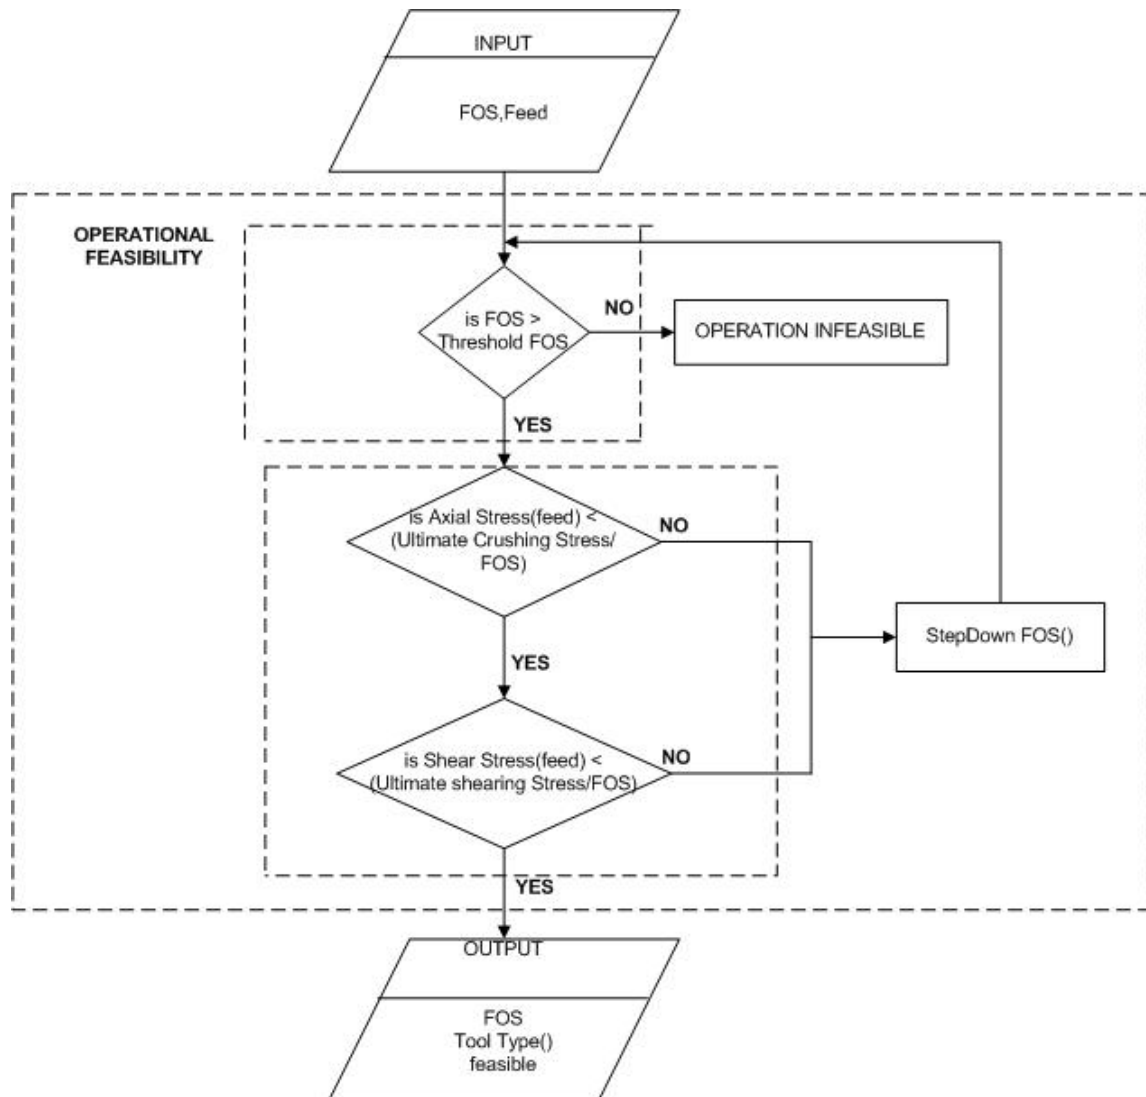 INPUT
FOS,Feed
OPERATIONAL
FEASIBILITY
is FOS >
Threshold FOS
NO
OPERATION INFEASIBLE
YES
is Axial Stress(feed) <
(Ultimate Crushing Stress/
FOS)
NO
StepDown FOS()
YES
is Shear Stress(feed) <
(Ultimate shearing Stress/FOS)
NO
YES
OUTPUT
FOS
Tool Type()
feasible